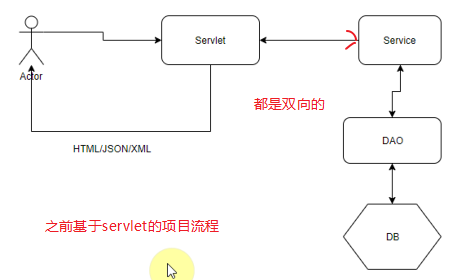 Servlet
Service
Actor
都是双向的
DAO
HTML/JSON/XML
之前基于servlet的项目流程
DB